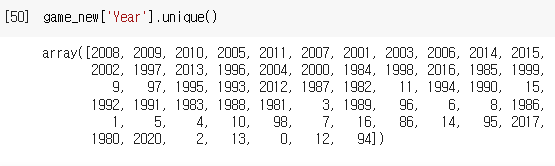 [50] game_new['Year'].unique()
array([2008, 2009, 2010, 2005, 2011, 2007, 2001, 2003, 2006, 2014, 2015,
2002, 1997, 2013, 1996, 2004, 2000, 1984, 1998, 2016, 1985, 1999,
9, 97, 1995, 1993, 2012, 1987, 1982, 11, 1994, 1990, 15,
1992, 1991, 1983, 1988, 1981, 3, 1989, 96, 6, 8, 1986,
1, 5, 4, 10, 98, 7, 16, 86, 14, 95, 2017,
1980, 2020, 2, 13, 0, 12, 94])